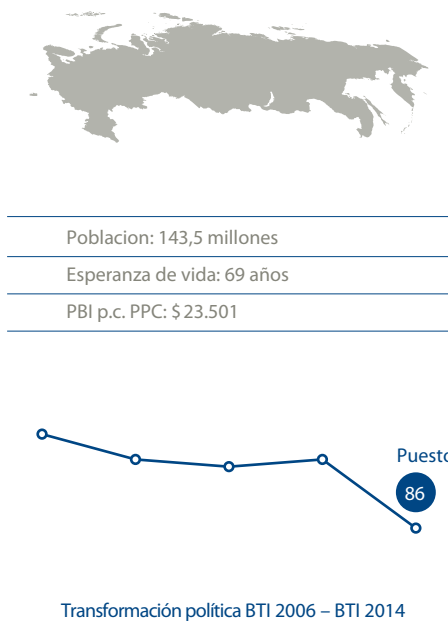 Poblacion: 143,5 millones
Esperanza de vida: 69 años
PBI p.c. PPC: $ 23.501
Puesto
86
Transformación política BTI 2006 – BTI 2014